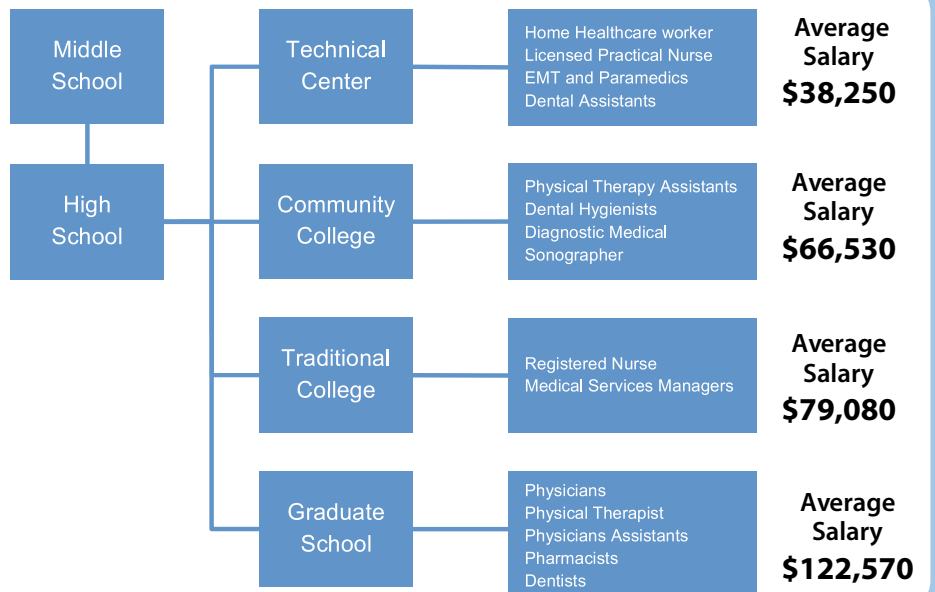 Middle
School
Technical
Center
Home Healthcare worker
Licensed Practical Nurse
EMT and Paramedics
Dental Assistants
Average
Salary
$38,250
High
School
Community
College
Physical Therapy Assistants
Dental Hygienists
Diagnostic Medical
Sonographer
Average
Salary
$66,530
Traditional
College
Registered Nurse
Medical Services Managers
Average
Salary
$79,080
Graduate
School
Physicians
Physical Therapist
Physicians Assistants
Pharmacists
Dentists
Average
Salary
$122,570